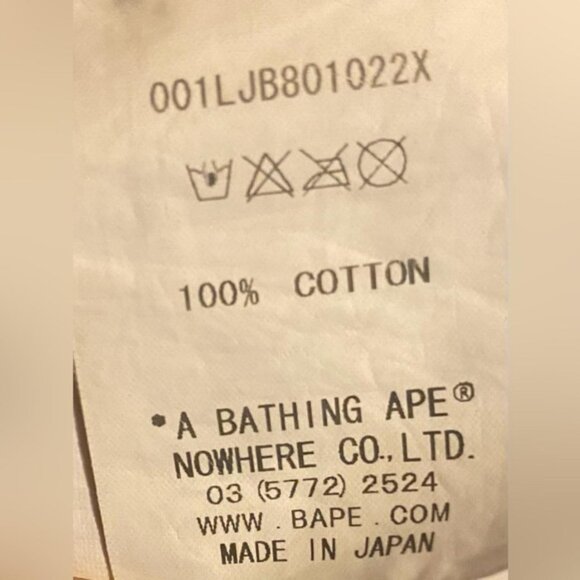 001LJB801022X
100% COTTON
*A BATHING APE®
NOWHERE CO., LTD.
03 (5772) 2524
WWW . BAPE . COM
MADE IN JAPAN